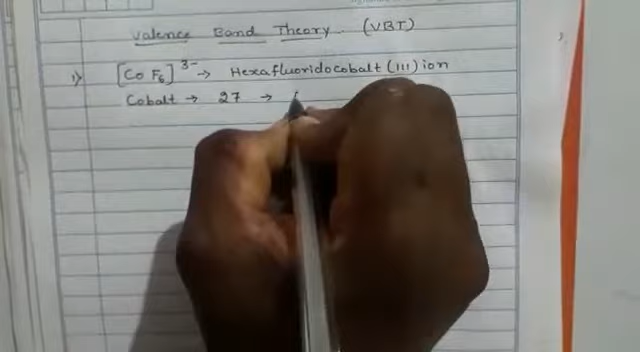 Valence Bond Theory. (VBT)
1) [Co F6]3- → Hexafluoridocobalt (III) ion
Cobalt → 27 → [